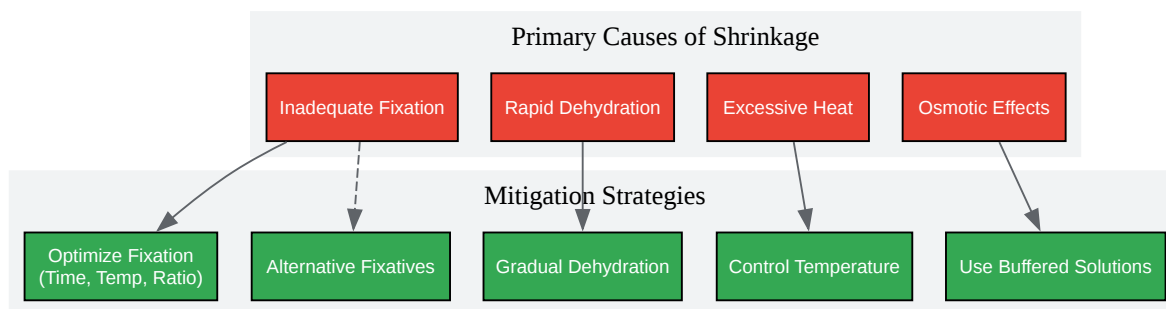 Primary Causes of Shrinkage
Inadequate Fixation
Rapid Dehydration
Excessive Heat
Osmotic Effects
Mitigation Strategies
Optimize Fixation
(Time, Temp, Ratio)
Alternative Fixatives
Gradual Dehydration
Control Temperature
Use Buffered Solutions